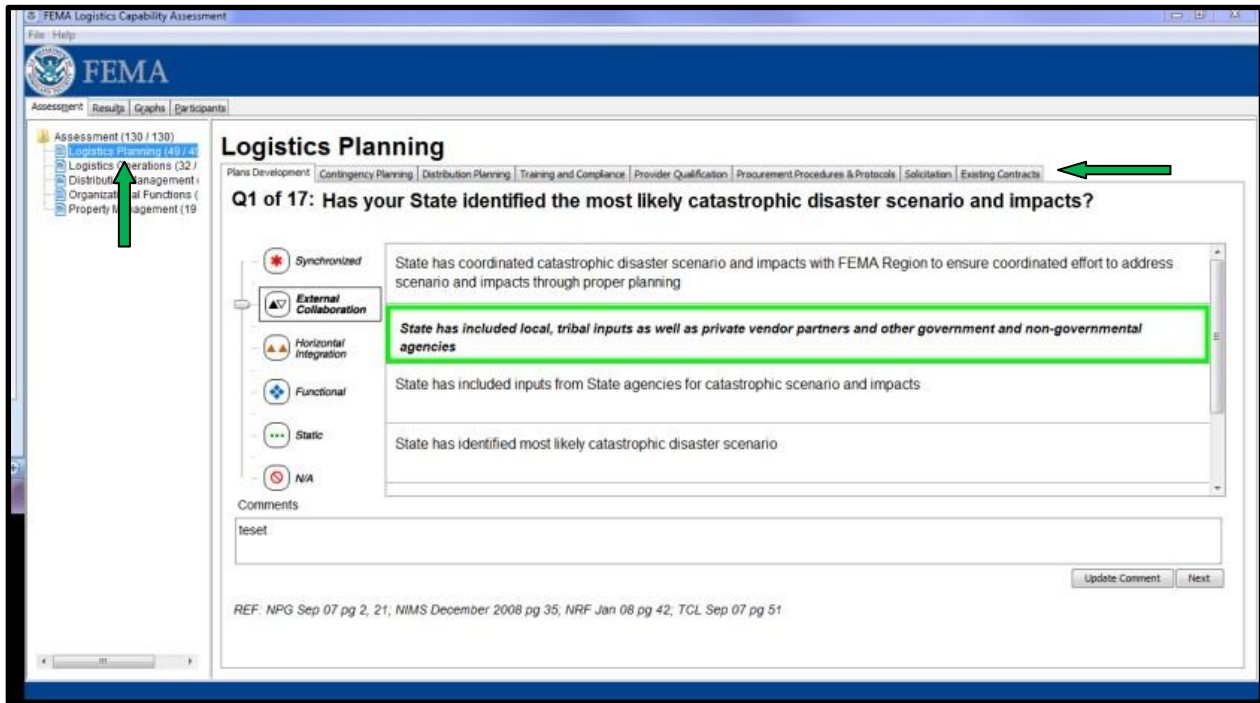 FEMA Logistics Capability Assessment
File Help
FEMA
Assessment Results Graphs Participants
Assessment (130 / 130)
Logistics Planning (49 / 4
Logistics Operations (32 /
Distribution Management
Organizational Functions (
Property Management (19
Logistics Planning
Plans Development Contingency Planning Distribution Planning Training and Compliance Provider Qualification Procurement Procedures & Protocols Solicitation Existing Contracts
Q1 of 17: Has your State identified the most likely catastrophic disaster scenario and impacts?
Synchronized
State has coordinated catastrophic disaster scenario and impacts with FEMA Region to ensure coordinated effort to address
scenario and impacts through proper planning
External
Collaboration
State has included local, tribal inputs as well as private vendor partners and other government and non-governmental
agencies
Horizontal
Integration
State has included inputs from State agencies for catastrophic scenario and impacts
Functional
Static
State has identified most likely catastrophic disaster scenario
N/A
Comments
teset
Update Comment Next
REF: NPG Sep 07 pg 2, 21; NIMS December 2008 pg 35; NRF Jan 08 pg 42; TCL Sep 07 pg 51